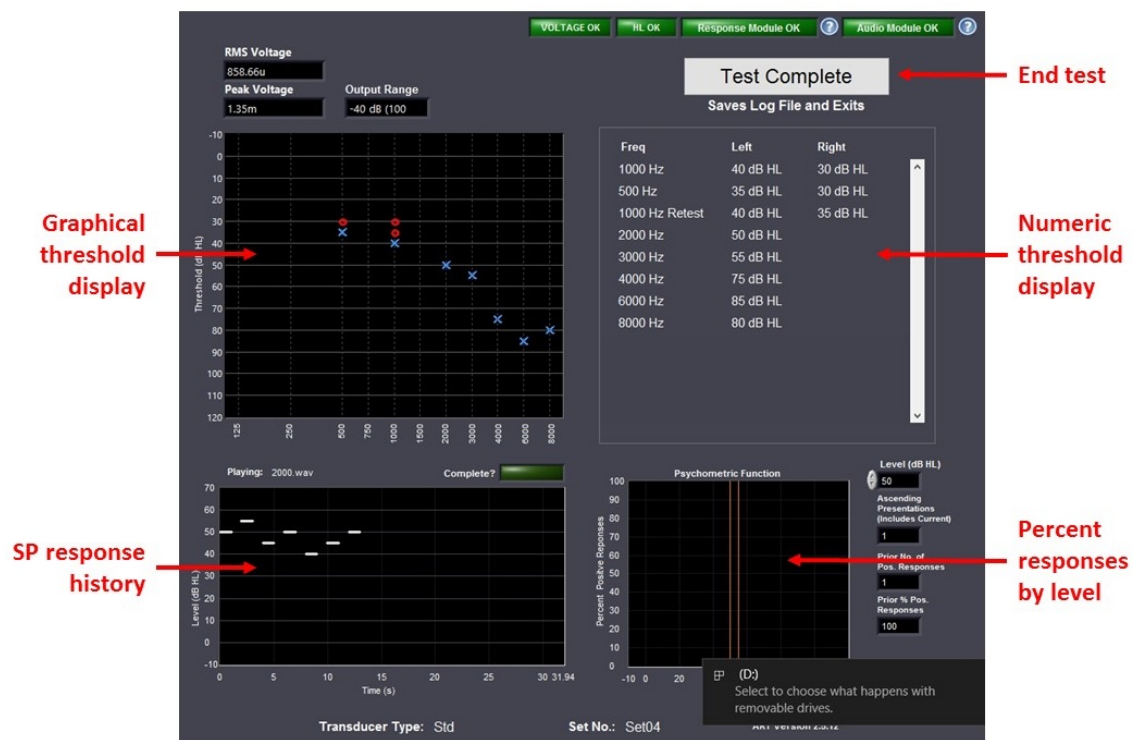 VOLTAGE OK
HL OK
Response Module OK
?
Audio Module OK
?
RMS Voltage
858.66u
Peak Voltage
1.35m
Output Range
-40 dB (100
Test Complete
Saves Log File and Exits
End test
Graphical
threshold
display
Threshold (dB HL)
-10
0
10
20
30
40
50
60
70
80
90
100
110
120
125
250
500
750
1000
1500
2000
3000
4000
6000
8000
Freq Left Right
1000 Hz 40 dB HL 30 dB HL
500 Hz 35 dB HL 30 dB HL
1000 Hz Retest 40 dB HL 35 dB HL
2000 Hz 50 dB HL
3000 Hz 55 dB HL
4000 Hz 75 dB HL
6000 Hz 85 dB HL
8000 Hz 80 dB HL
Numeric
threshold
display
Playing: 2000.wav
Complete?
SP response
history
Level (dB HL)
70
60
50
40
30
20
10
0
-10
0 5 10 15 20 25 30 31.94
Time (s)
Psychometric Function
Percent Positve Reponses
100
90
80
70
60
50
40
30
20
10
0
-10 0 20
Level (dB HL)
50
Ascending
Presentations
(Includes Current)
1
Prior No. of
Pos. Responses
1
Prior % Pos.
Responses
100
Percent
responses
by level
(D:)
Select to choose what happens with
removable drives.
Transducer Type: Std
Set No.: Set04